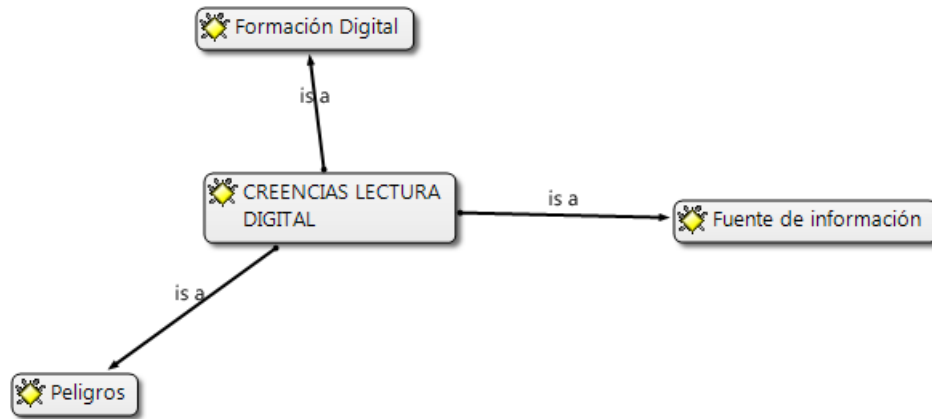 Formación Digital
is a
CREENCIAS LECTURA
DIGITAL
is a
Fuente de información
is a
Peligros